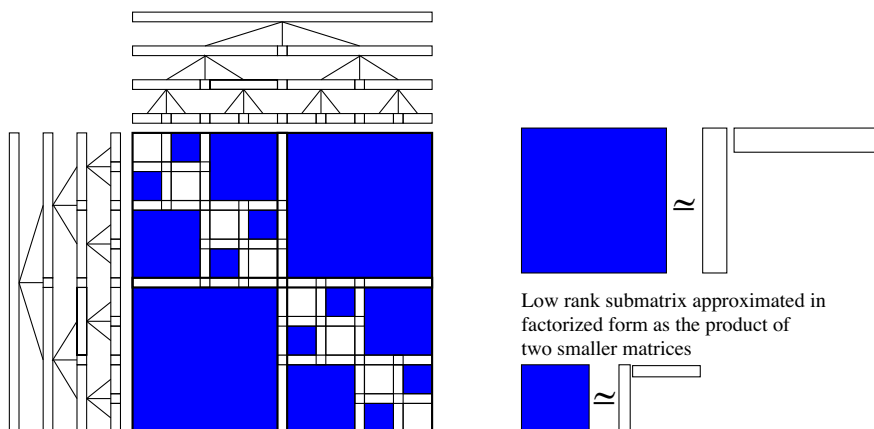 ≃
Low rank submatrix approximated in
factorized form as the product of
two smaller matrices
≃